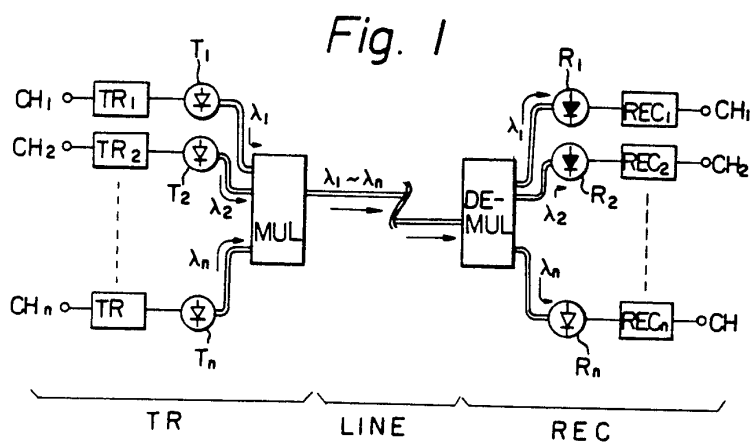 Fig. 1
T₁
R₁
CH₁ TR₁ λ₁ λ₁ REC₁ CH₁
CH₂ TR₂ REC₂ CH₂
T₂ λ₂ MUL λ₁~λₙ DE-MUL λ₂ R₂
λₙ λₙ
CHₙ TR RECₙ CH
Tₙ Rₙ
TR LINE REC